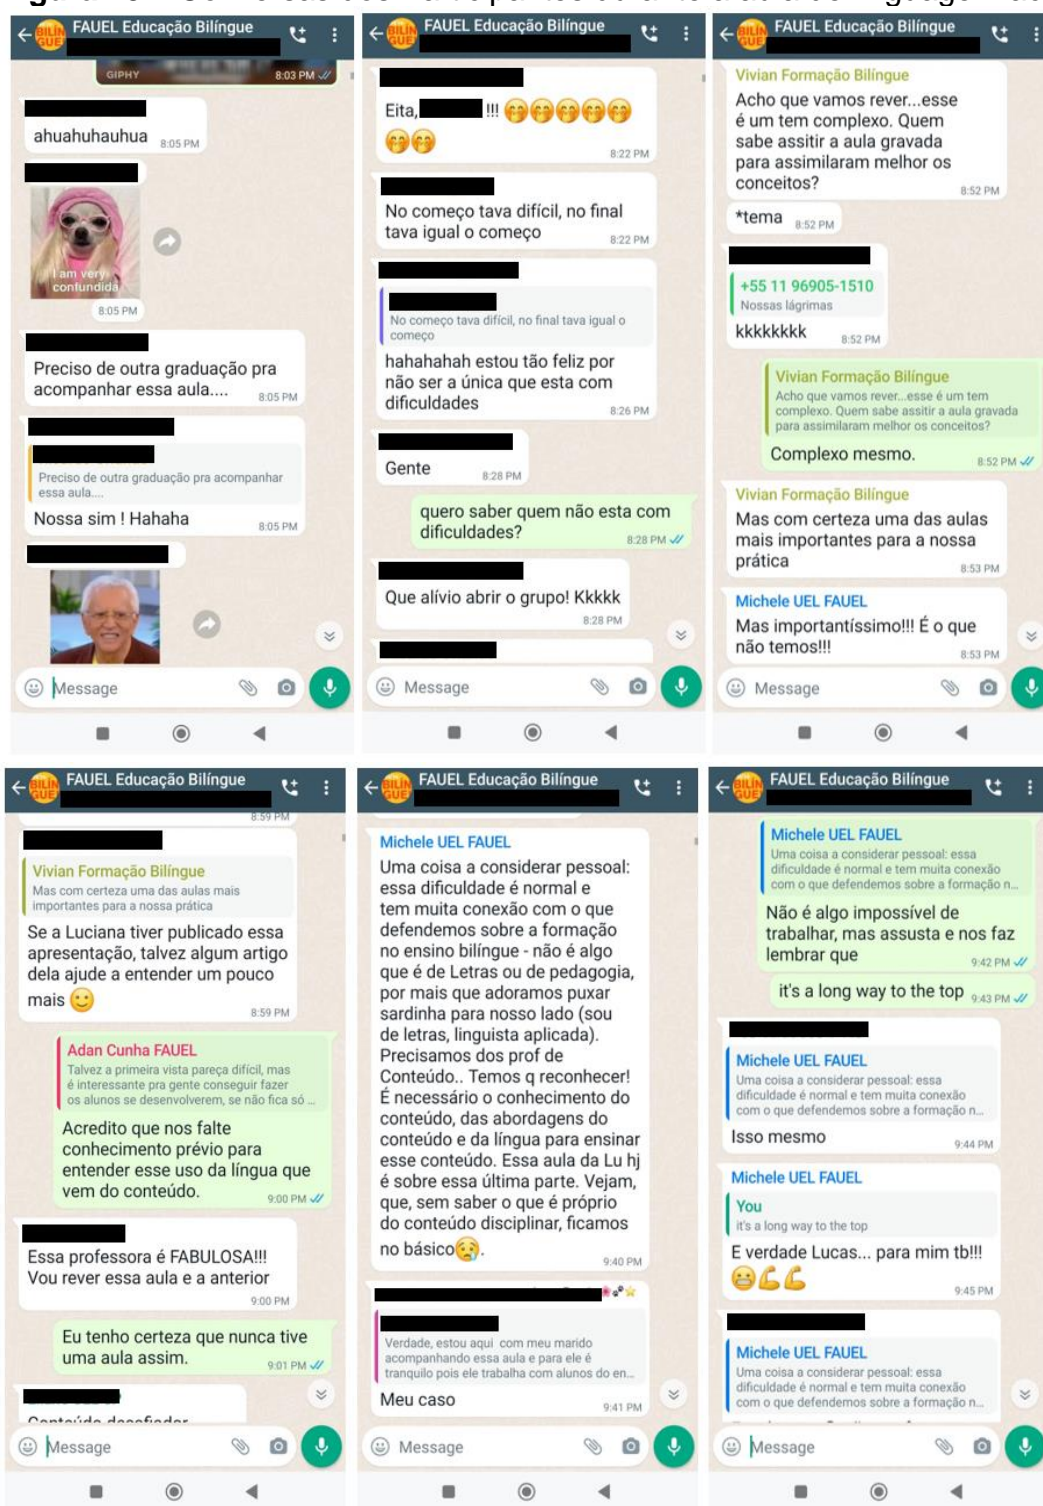 FAUEL Educação Bilíngue
GIPHY
8:03 PM
ahuahuhauhua
8:05 PM
I am very
confundida
8:05 PM
Preciso de outra graduação pra
acompanhar essa aula....
8:05 PM
Preciso de outra graduação pra acompanhar
essa aula....
Nossa sim ! Hahaha
8:05 PM
Message
FAUEL Educação Bilíngue
Eita, !!! 🤭🤭🤭🤭🤭
🤭🤭
8:22 PM
No começo tava difícil, no final
tava igual o começo
8:22 PM
No começo tava difícil, no final tava igual o
começo
hahahahah estou tão feliz por
não ser a única que esta com
dificuldades
8:26 PM
Gente
8:28 PM
quero saber quem não esta com
dificuldades?
8:28 PM
Que alívio abrir o grupo! Kkkkk
8:28 PM
Message
FAUEL Educação Bilíngue
Vivian Formação Bilíngue
Acho que vamos rever...esse
é um tem complexo. Quem
sabe assitir a aula gravada
para assimilaram melhor os
conceitos?
8:52 PM
*tema
8:52 PM
+55 11 96905-1510
Nossas lágrimas
kkkkkkkk
8:52 PM
Vivian Formação Bilíngue
Acho que vamos rever...esse é um tem
complexo. Quem sabe assitir a aula gravada
para assimilaram melhor os conceitos?
Complexo mesmo.
8:52 PM
Vivian Formação Bilíngue
Mas com certeza uma das aulas
mais importantes para a nossa
prática
8:53 PM
Michele UEL FAUEL
Mas importantíssimo!!! É o que
não temos!!!
8:53 PM
Message
FAUEL Educação Bilíngue
8:59 PM
Vivian Formação Bilíngue
Mas com certeza uma das aulas mais
importantes para a nossa prática
Se a Luciana tiver publicado essa
apresentação, talvez algum artigo
dela ajude a entender um pouco
mais 🙂
8:59 PM
Adan Cunha FAUEL
Talvez a primeira vista pareça difícil, mas
é interessante pra gente conseguir fazer
os alunos se desenvolverem, se não fica só ...
Acredito que nos falte
conhecimento prévio para
entender esse uso da língua que
vem do conteúdo.
9:00 PM
Essa professora é FABULOSA!!!
Vou rever essa aula e a anterior
9:00 PM
Eu tenho certeza que nunca tive
uma aula assim.
9:01 PM
Conteúdo desafiador
Message
FAUEL Educação Bilíngue
Michele UEL FAUEL
Uma coisa a considerar pessoal:
essa dificuldade é normal e
tem muita conexão com o que
defendemos sobre a formação
no ensino bilíngue - não é algo
que é de Letras ou de pedagogia,
por mais que adoramos puxar
sardinha para nosso lado (sou
de letras, linguista aplicada).
Precisamos dos prof de
Conteúdo.. Temos q reconhecer!
É necessário o conhecimento do
conteúdo, das abordagens do
conteúdo e da língua para ensinar
esse conteúdo. Essa aula da Lu hj
é sobre essa última parte. Vejam,
que, sem saber o que é próprio
do conteúdo disciplinar, ficamos
no básico😢.
9:40 PM
🌸🐾⭐
Verdade, estou aqui com meu marido
acompanhando essa aula e para ele é
tranquilo pois ele trabalha com alunos do en...
Meu caso
9:41 PM
Message
FAUEL Educação Bilíngue
Michele UEL FAUEL
Uma coisa a considerar pessoal: essa
dificuldade é normal e tem muita conexão
com o que defendemos sobre a formação n...
Não é algo impossível de
trabalhar, mas assusta e nos faz
lembrar que
9:42 PM
it's a long way to the top
9:43 PM
Michele UEL FAUEL
Uma coisa a considerar pessoal: essa
dificuldade é normal e tem muita conexão
com o que defendemos sobre a formação n...
Isso mesmo
9:44 PM
Michele UEL FAUEL
You
it's a long way to the top
E verdade Lucas... para mim tb!!!
😬💪💪
9:45 PM
Michele UEL FAUEL
Uma coisa a considerar pessoal: essa
dificuldade é normal e tem muita conexão
com o que defendemos sobre a formação n...
Message